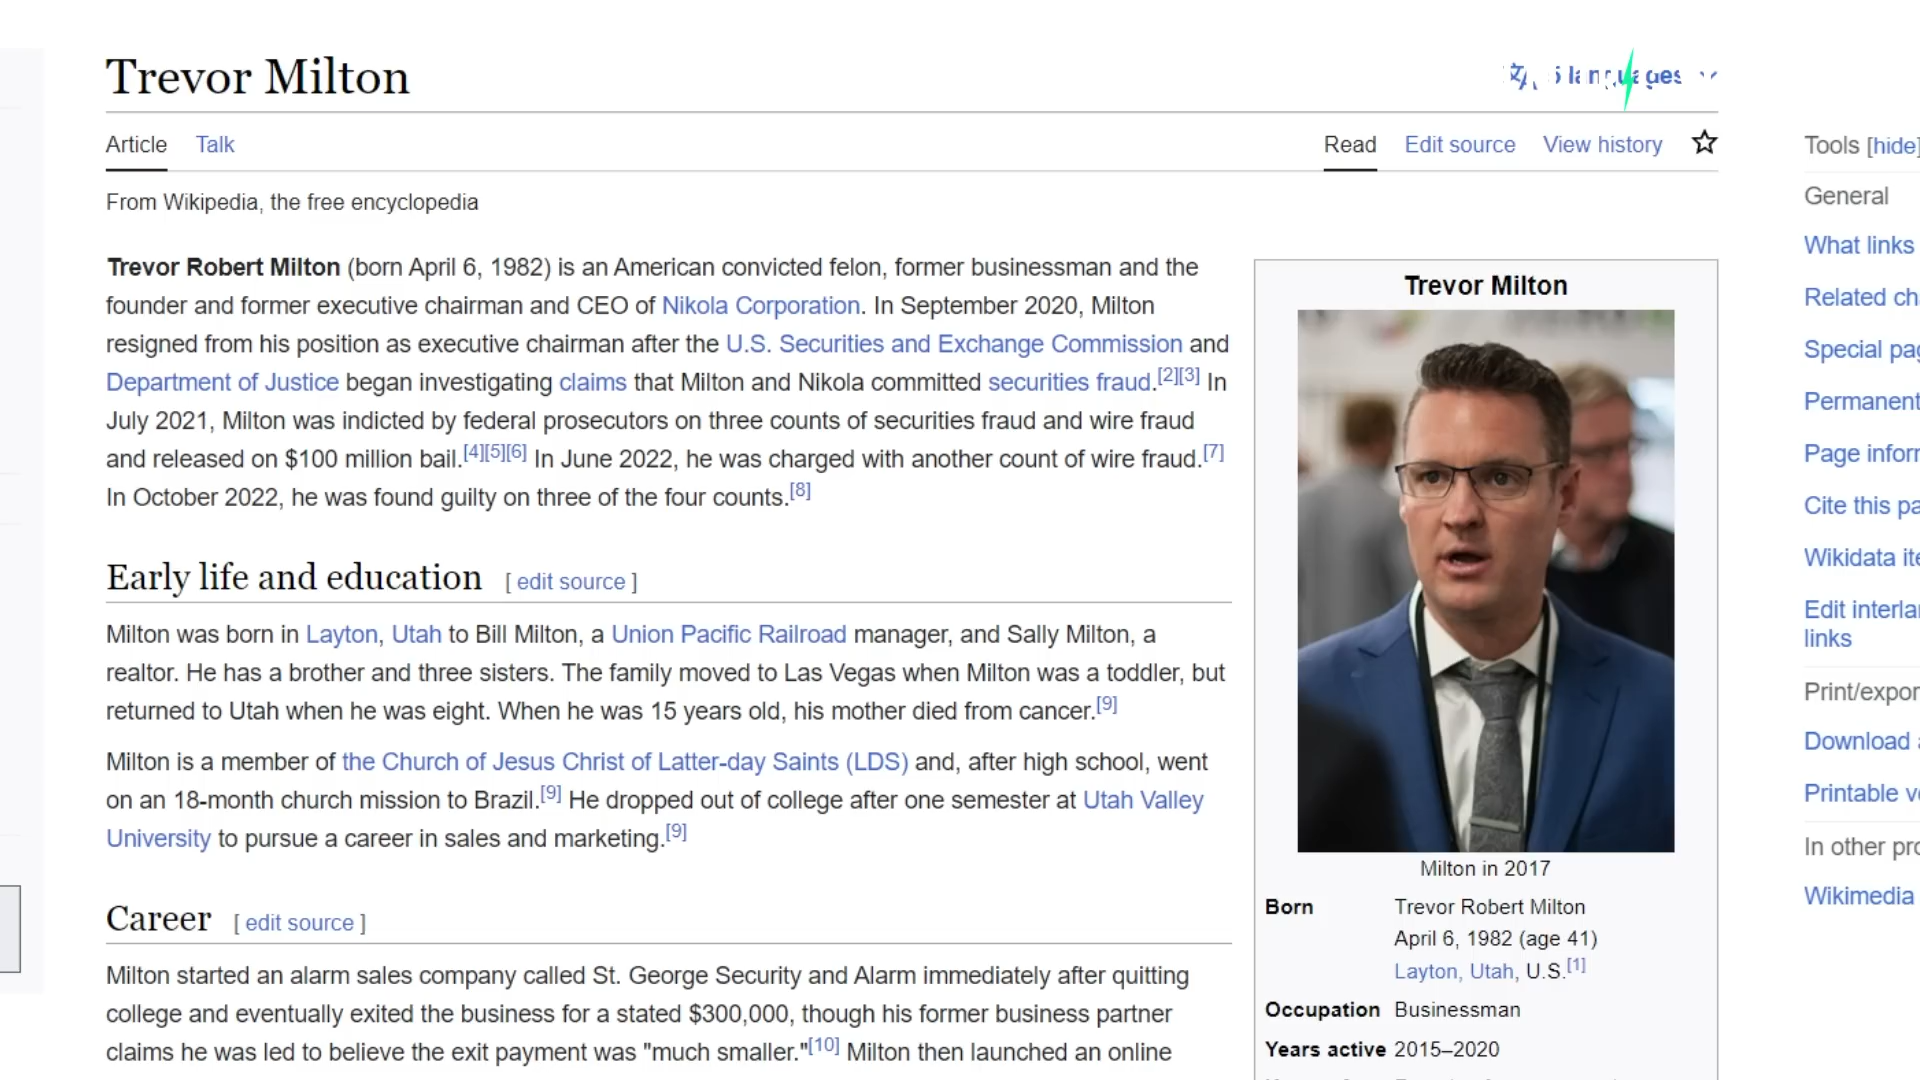 Trevor Milton
5 languages
Article Talk Read Edit source View history
From Wikipedia, the free encyclopedia
Trevor Robert Milton (born April 6, 1982) is an American convicted felon, former businessman and the
founder and former executive chairman and CEO of Nikola Corporation. In September 2020, Milton
resigned from his position as executive chairman after the U.S. Securities and Exchange Commission and
Department of Justice began investigating claims that Milton and Nikola committed securities fraud.[2][3] In
July 2021, Milton was indicted by federal prosecutors on three counts of securities fraud and wire fraud
and released on $100 million bail.[4][5][6] In June 2022, he was charged with another count of wire fraud.[7]
In October 2022, he was found guilty on three of the four counts.[8]
Early life and education [ edit source ]
Milton was born in Layton, Utah to Bill Milton, a Union Pacific Railroad manager, and Sally Milton, a
realtor. He has a brother and three sisters. The family moved to Las Vegas when Milton was a toddler, but
returned to Utah when he was eight. When he was 15 years old, his mother died from cancer.[9]
Milton is a member of the Church of Jesus Christ of Latter-day Saints (LDS) and, after high school, went
on an 18-month church mission to Brazil.[9] He dropped out of college after one semester at Utah Valley
University to pursue a career in sales and marketing.[9]
Career [ edit source ]
Milton started an alarm sales company called St. George Security and Alarm immediately after quitting
college and eventually exited the business for a stated $300,000, though his former business partner
claims he was led to believe the exit payment was "much smaller."[10] Milton then launched an online
Trevor Milton
Milton in 2017
Born Trevor Robert Milton
April 6, 1982 (age 41)
Layton, Utah, U.S.[1]
Occupation Businessman
Years active 2015–2020
Tools [hide]
General
What links
Related ch
Special pag
Permanent
Page inforr
Cite this pa
Wikidata ite
Edit interla
links
Print/expor
Download a
Printable ve
In other pro
Wikimedia